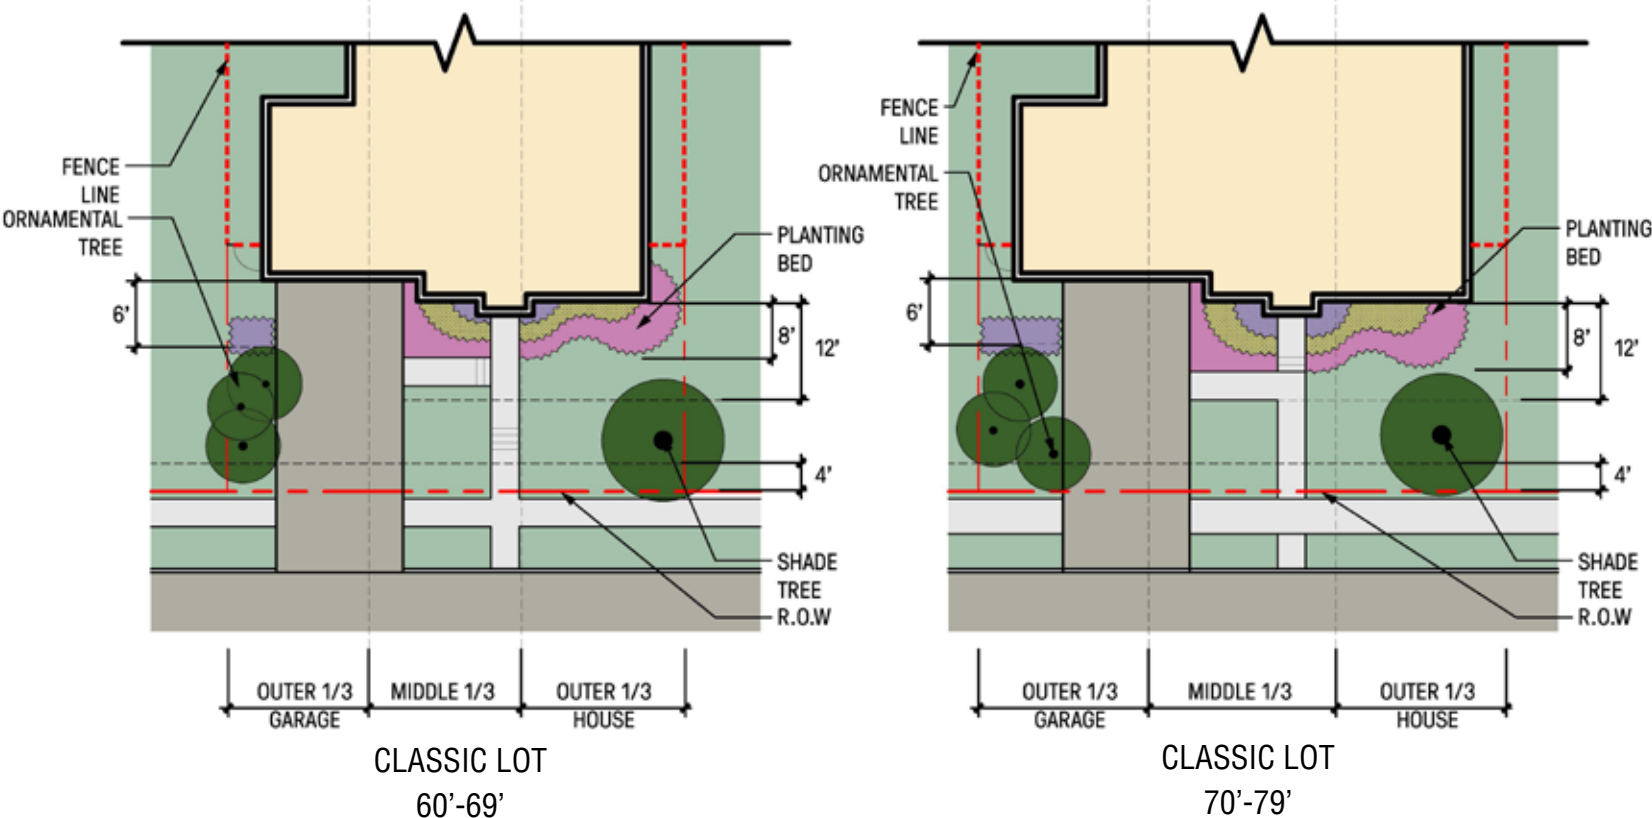 FENCE
LINE
ORNAMENTAL
TREE
6’
PLANTING
BED
8’
12’
4’
SHADE
TREE
R.O.W
OUTER 1/3
MIDDLE 1/3
OUTER 1/3
GARAGE
HOUSE
CLASSIC LOT
60’-69’
FENCE
LINE
ORNAMENTAL
TREE
6’
PLANTING
BED
8’
12’
4’
SHADE
TREE
R.O.W
OUTER 1/3
MIDDLE 1/3
OUTER 1/3
GARAGE
HOUSE
CLASSIC LOT
70’-79’